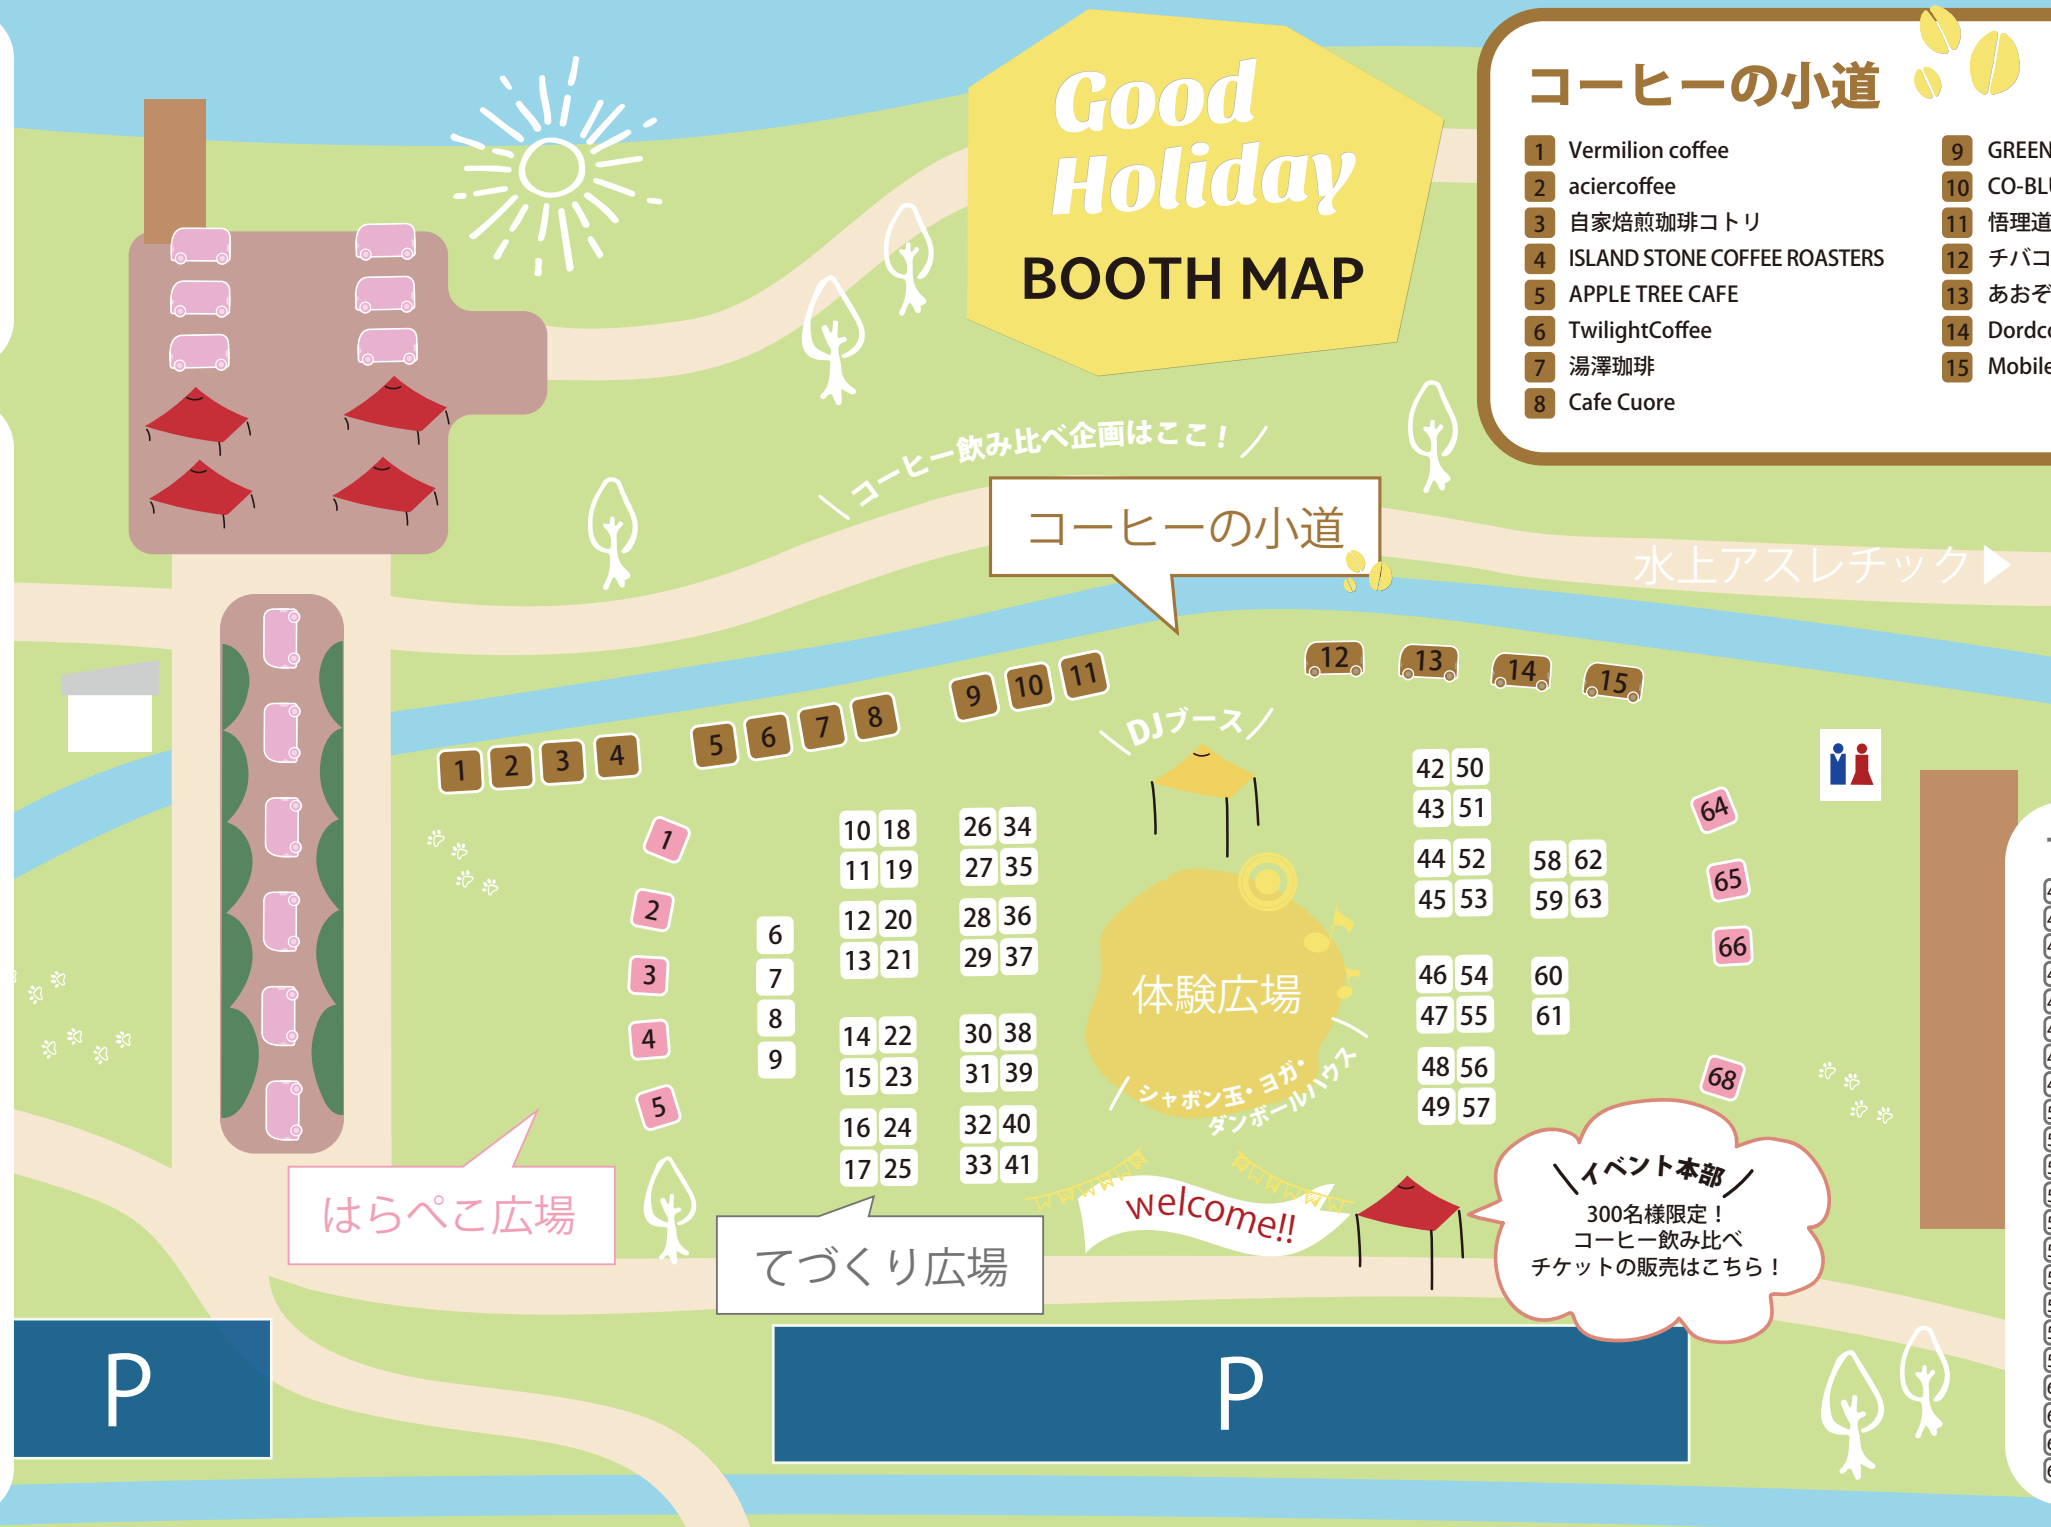 Good
Holiday
BOOTH MAP
コーヒーの小道
1 Vermilion coffee
2 aciercoffee
3 自家焙煎珈琲コトリ
4 ISLAND STONE COFFEE ROASTERS
5 APPLE TREE CAFE
6 TwilightCoffee
7 湯澤珈琲
8 Cafe Cuore
9 GREEN
10 CO-BLU
11 悟理道
12 チバコ
13 あおぞ
14 Dordco
15 Mobile
コーヒー飲み比べ企画はここ！
コーヒーの小道
水上アスレチック
1 2 3 4 5 6 7 8 9 10 11
12 13 14 15
DJブース
1
2
3
4
5
6
7
8
9
10 18
11 19
12 20
13 21
14 22
15 23
16 24
17 25
26 34
27 35
28 36
29 37
30 38
31 39
32 40
33 41
体験広場
シャボン玉・ヨガ・
ダンボールハウス
42 50
43 51
44 52
45 53
46 54
47 55
48 56
49 57
58 62
59 63
60
61
64
65
66
68
はらぺこ広場
てづくり広場
welcome!!
イベント本部
300名様限定！
コーヒー飲み比べ
チケットの販売はこちら！
P
P